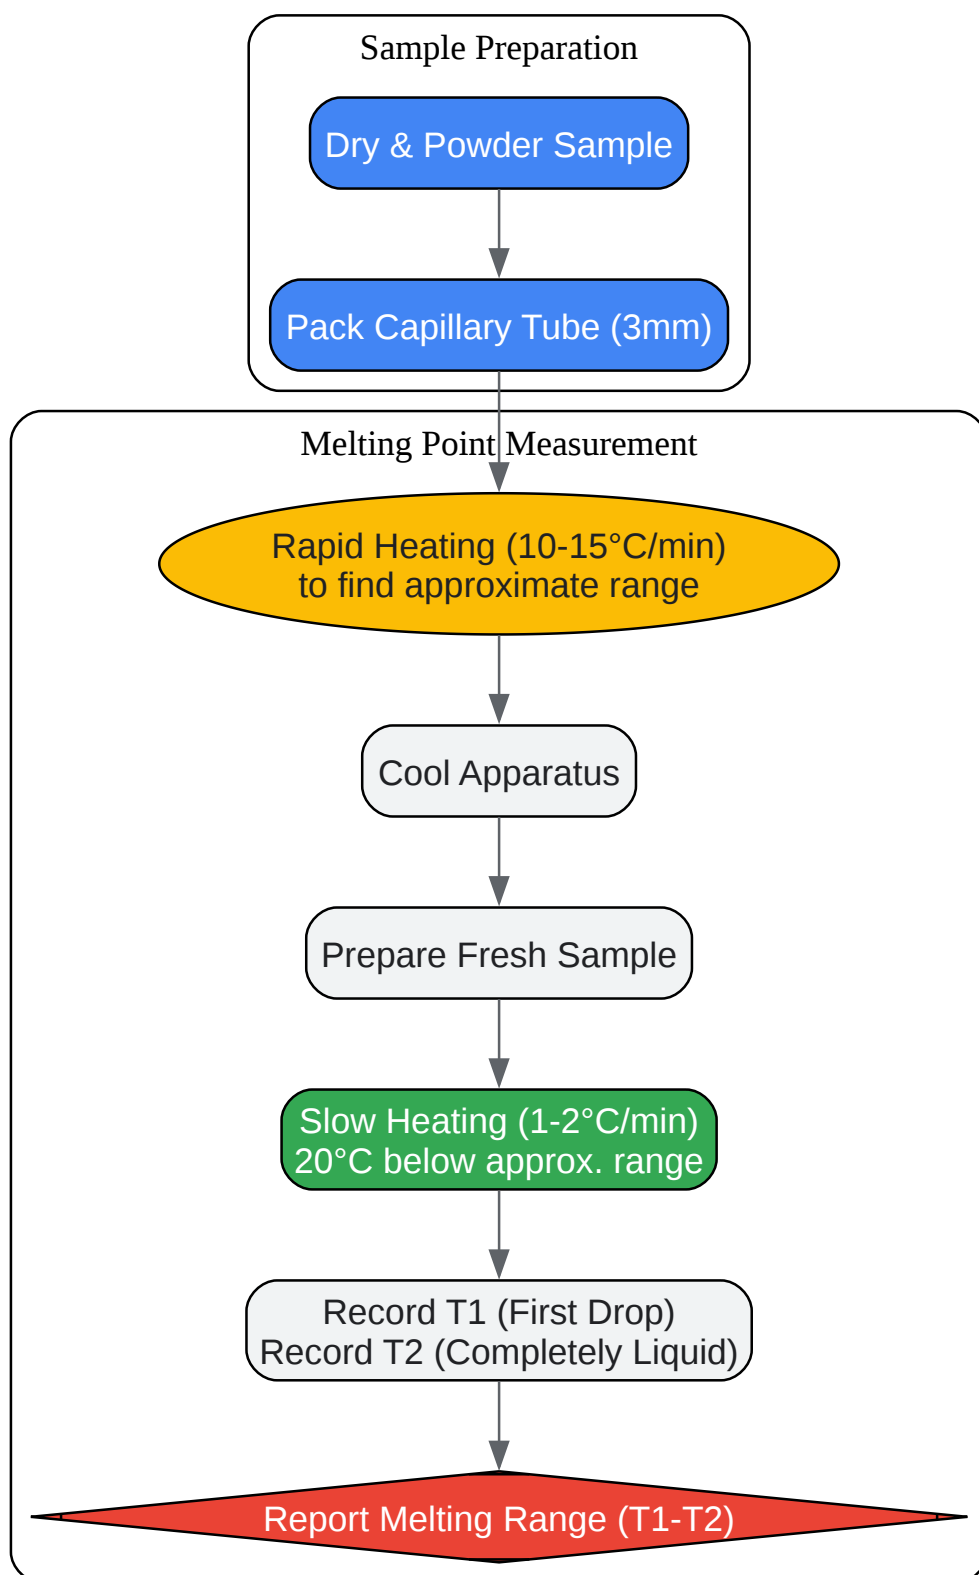 Sample Preparation
Dry & Powder Sample
Pack Capillary Tube (3mm)
Melting Point Measurement
Rapid Heating (10-15°C/min)
to find approximate range
Cool Apparatus
Prepare Fresh Sample
Slow Heating (1-2°C/min)
20°C below approx. range
Record T1 (First Drop)
Record T2 (Completely Liquid)
Report Melting Range (T1-T2)